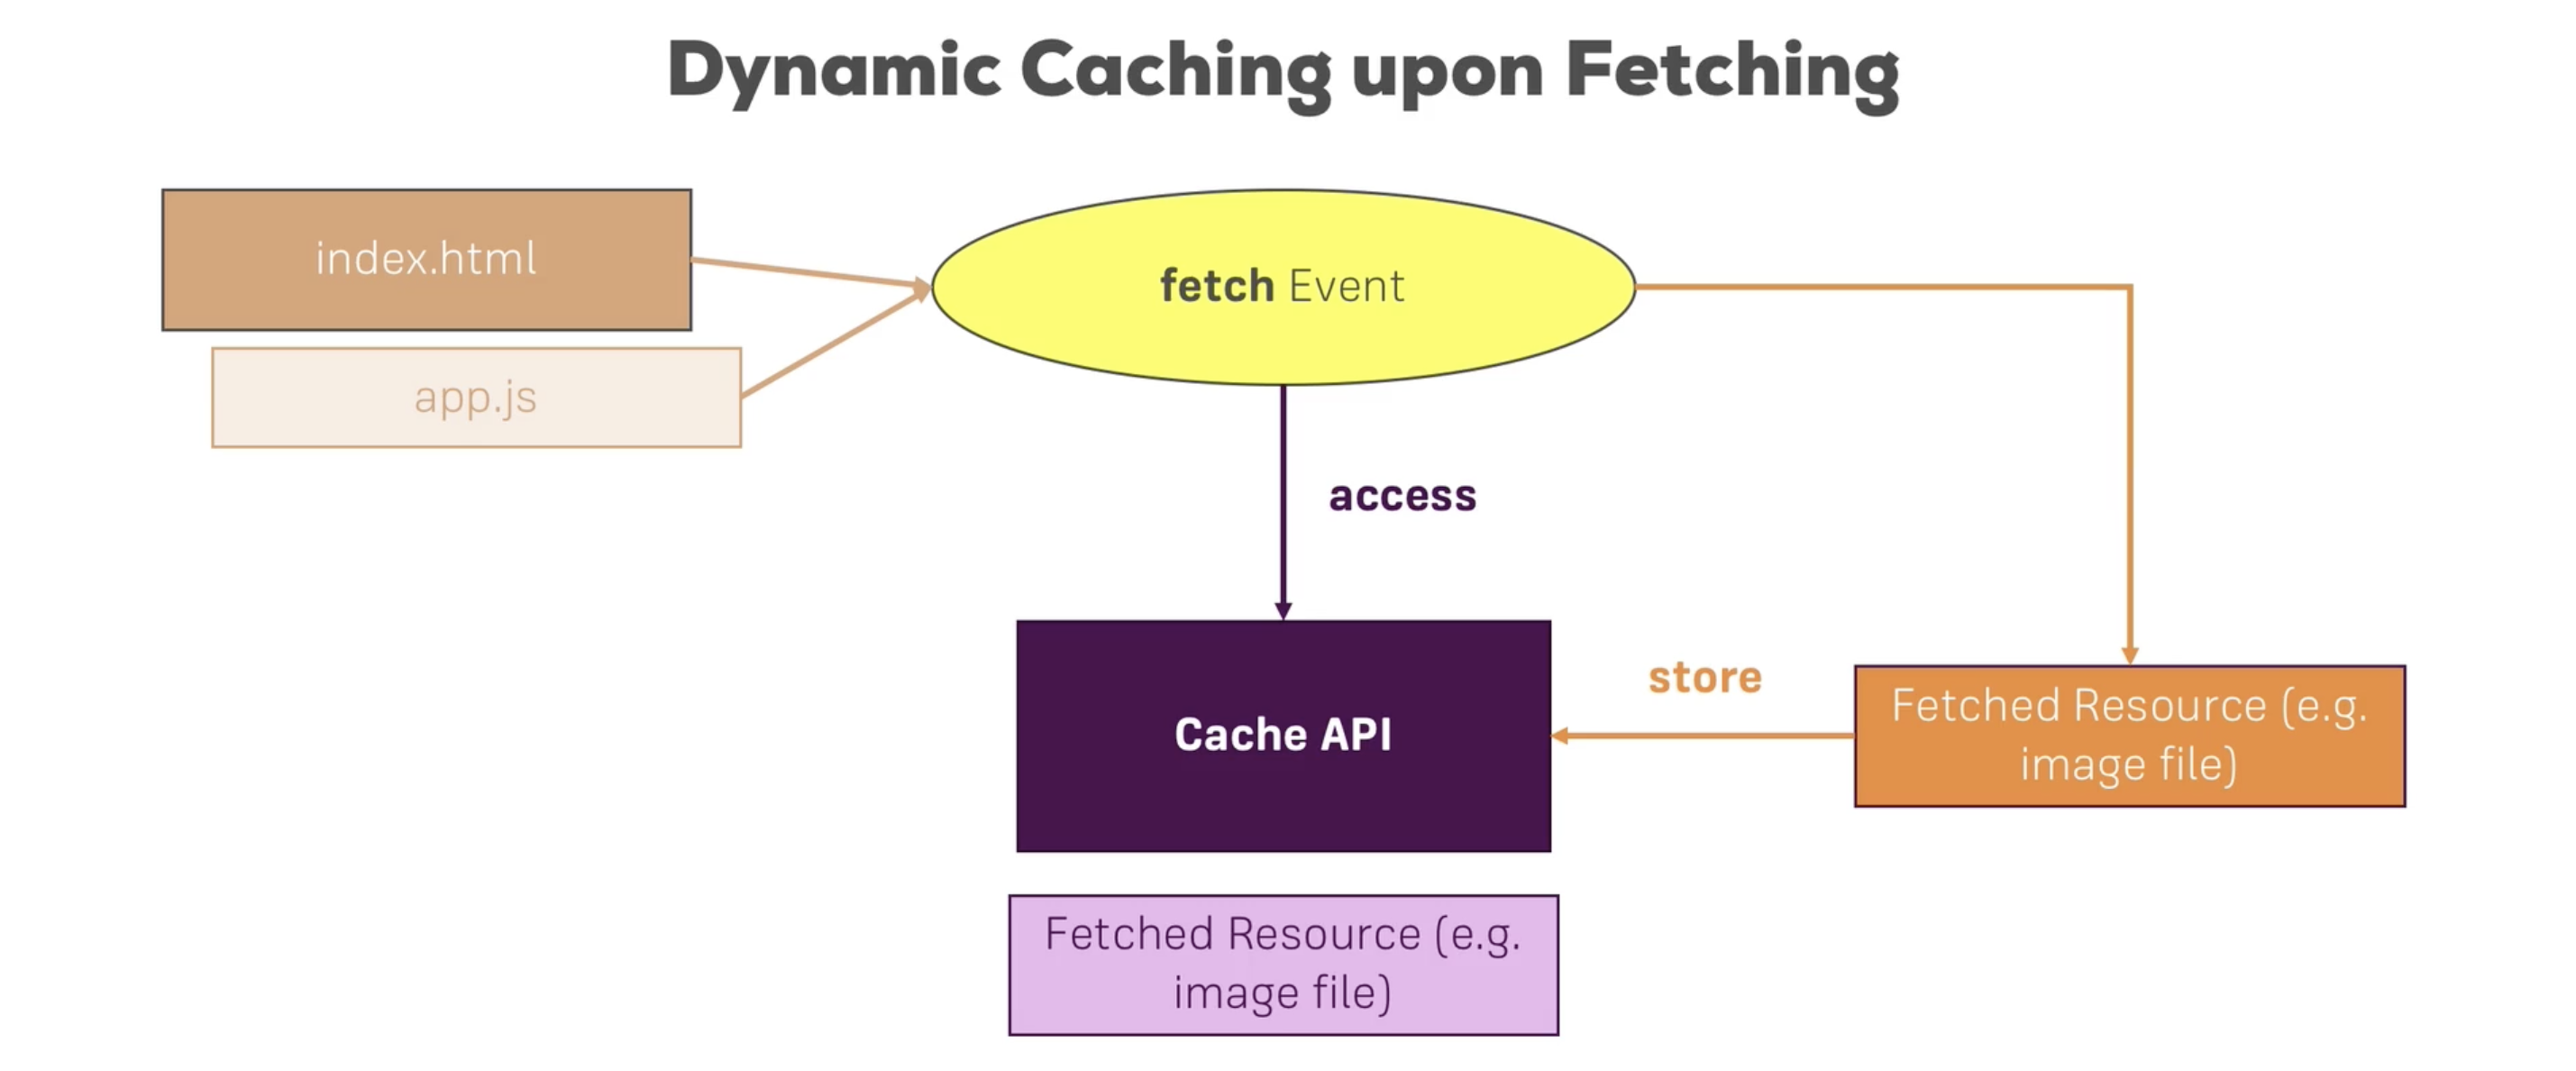 Dynamic Caching upon Fetching
index.html
fetch Event
app.js
access
store
Cache API
Fetched Resource (e.g.
image file)
Fetched Resource (e.g.
image file)